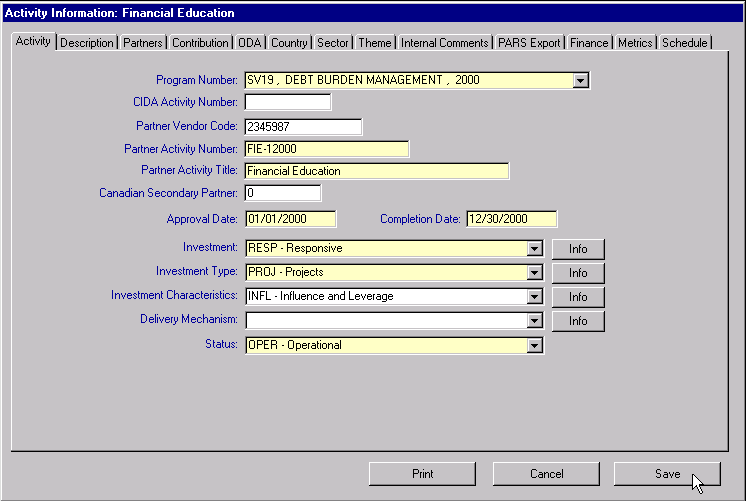 Activity Information: Financial Education
Activity Description Partners Contribution ODA Country Sector Theme Internal Comments PARS Export Finance Metrics Schedule
Program Number: SV19 , DEBT BURDEN MANAGEMENT , 2000
CIDA Activity Number:
Partner Vendor Code: 2345987
Partner Activity Number: FIE-12000
Partner Activity Title: Financial Education
Canadian Secondary Partner: 0
Approval Date: 01/01/2000 Completion Date: 12/30/2000
Investment: RESP - Responsive Info
Investment Type: PROJ - Projects Info
Investment Characteristics: INFL - Influence and Leverage Info
Delivery Mechanism: Info
Status: OPER - Operational
Print Cancel Save